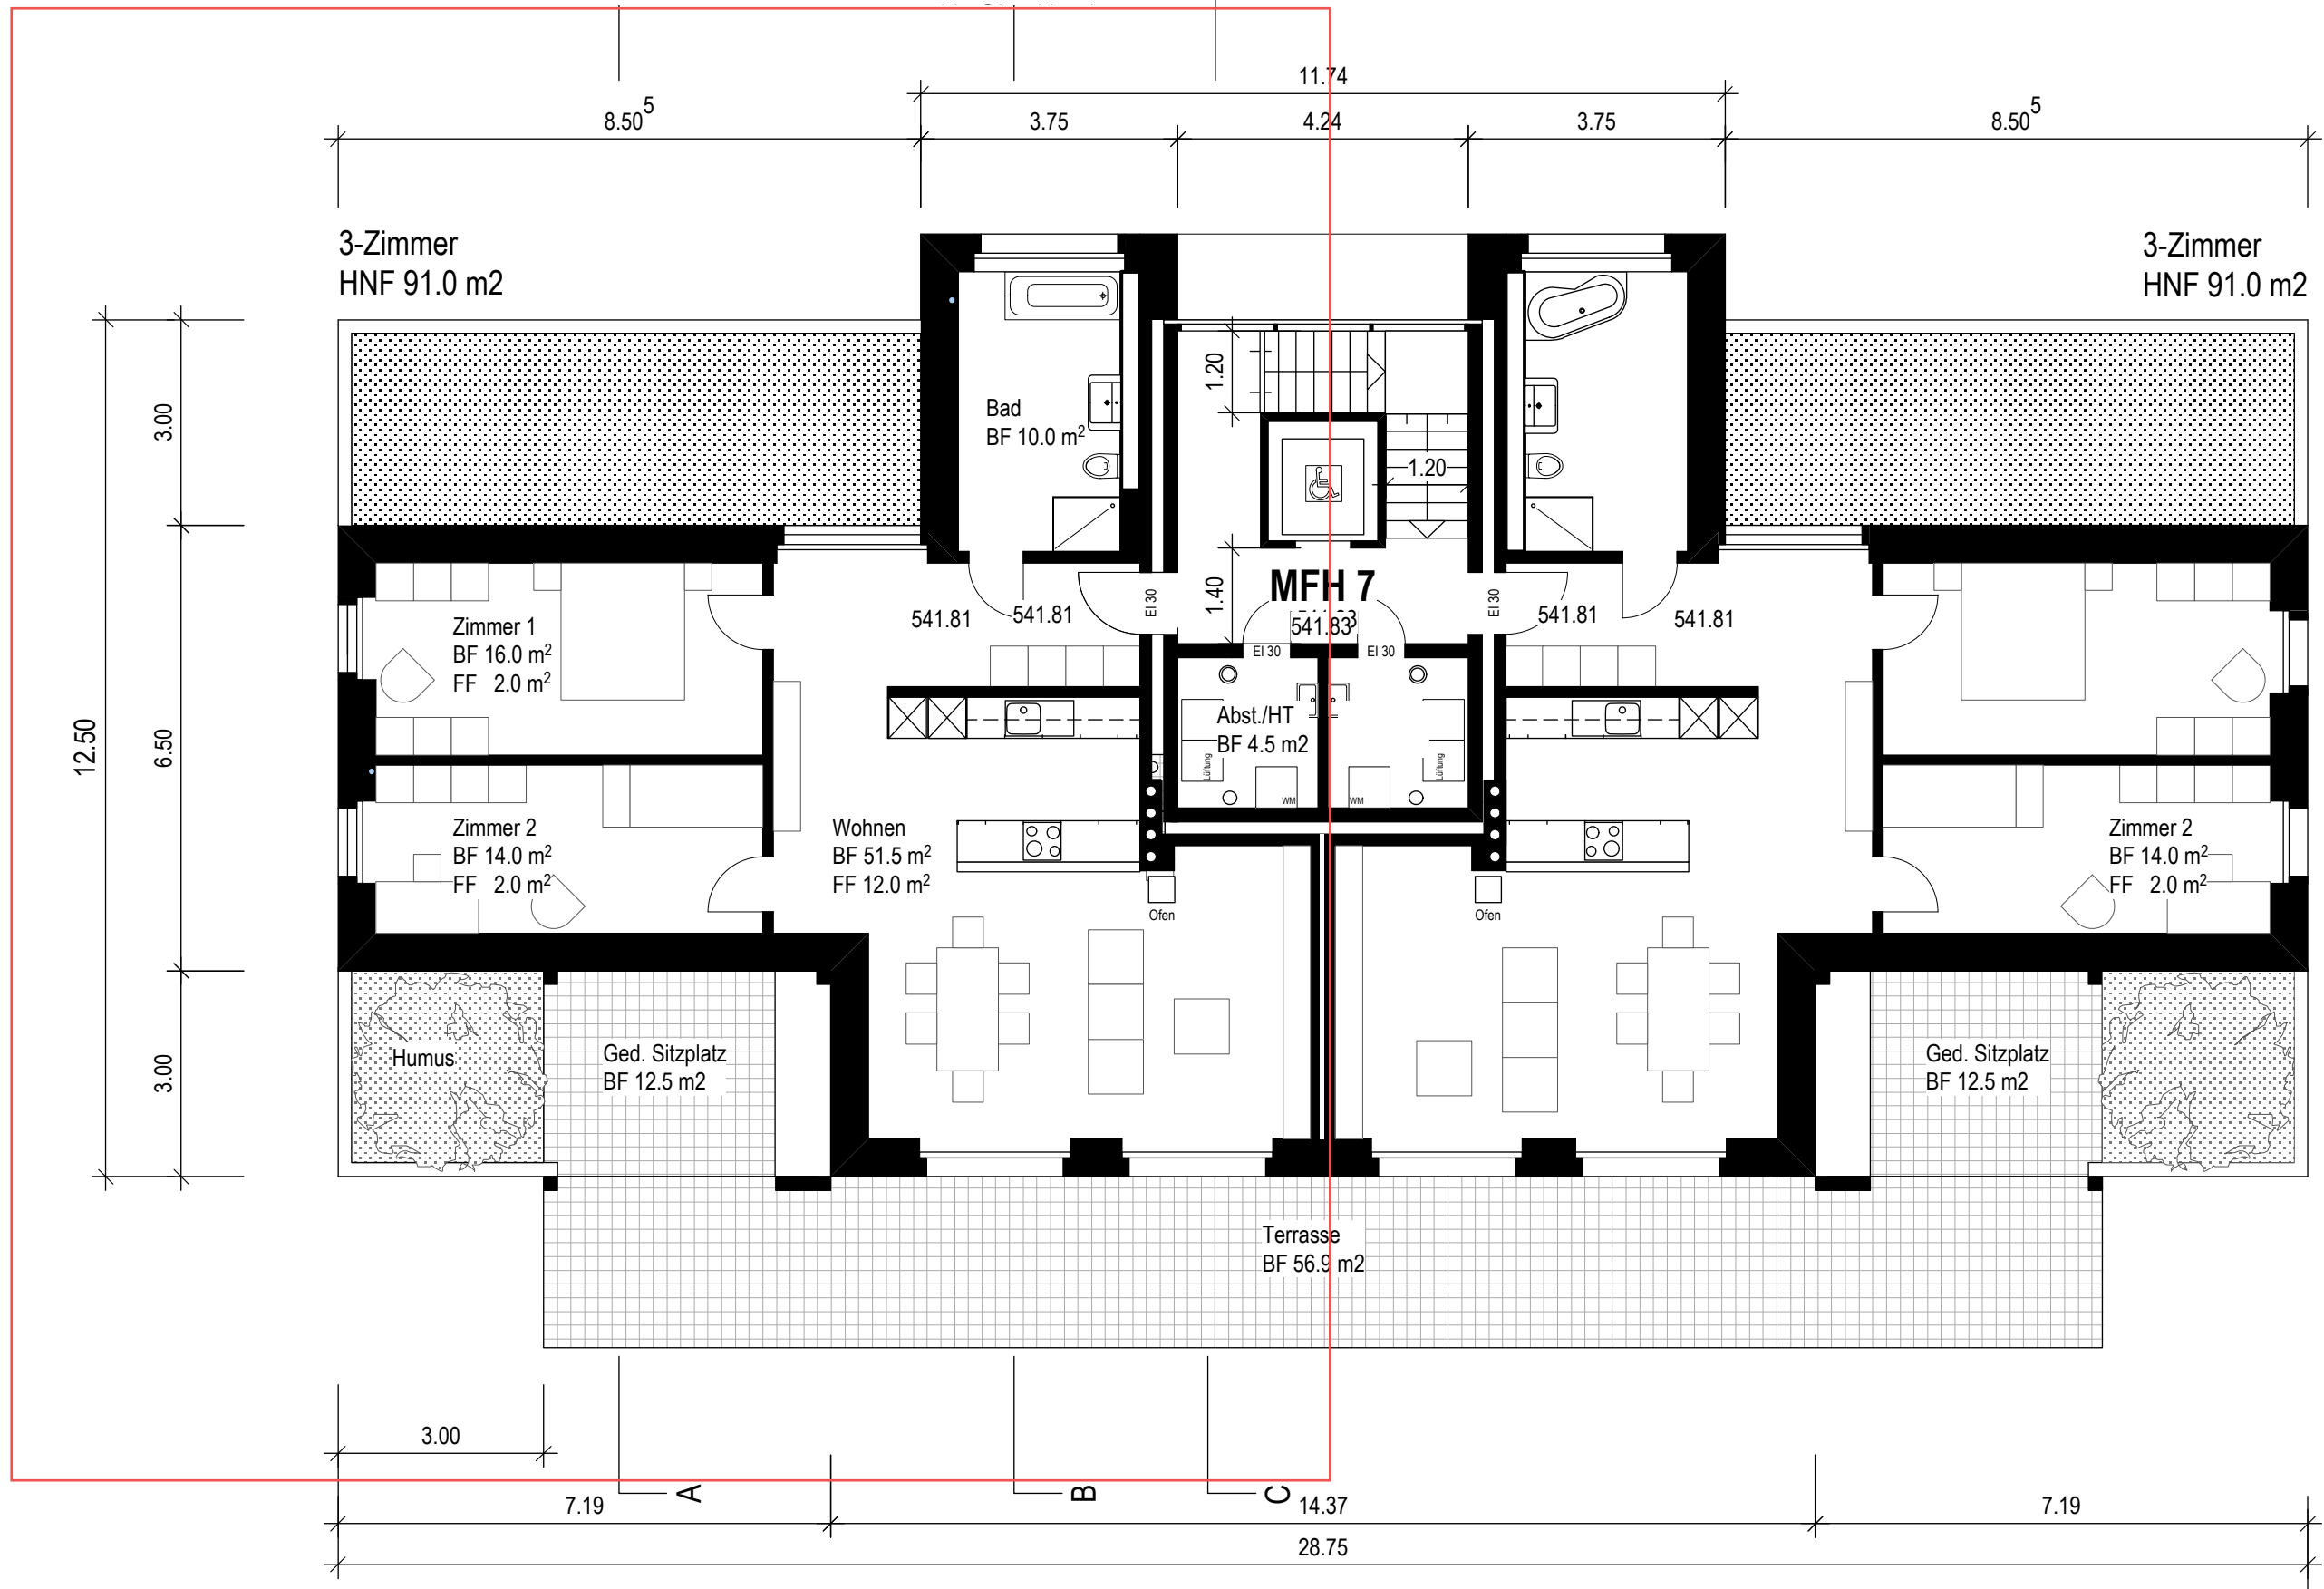 11.74
8.50⁵
3.75
4.24
3.75
8.50⁵
3-Zimmer
HNF 91.0 m2
3-Zimmer
HNF 91.0 m2
1.20
3.00
Bad
BF 10.0 m²
1.20
MFH 7
1.40
EI 30
EI 30
541.81
541.81
541.83
541.81
541.81
EI 30
EI 30
Zimmer 1
BF 16.0 m²
FF 2.0 m²
12.50
6.50
Abst./HT
BF 4.5 m2
Lüftung
Lüftung
WM
WM
Zimmer 2
BF 14.0 m²
FF 2.0 m²
Wohnen
BF 51.5 m²
FF 12.0 m²
Zimmer 2
BF 14.0 m²
FF 2.0 m²
Ofen
Ofen
Humus
3.00
Ged. Sitzplatz
BF 12.5 m2
Ged. Sitzplatz
BF 12.5 m2
Terrasse
BF 56.9 m2
3.00
A
B
C
7.19
14.37
7.19
28.75